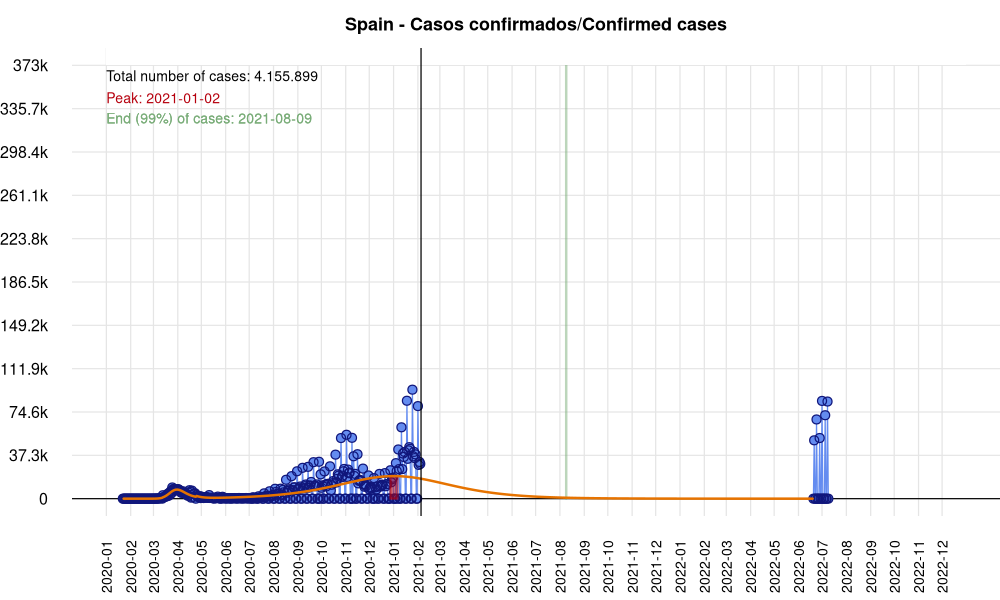 Spain - Casos confirmados/Confirmed cases
Total number of cases: 4.155.899
Peak: 2021-01-02
End (99%) of cases: 2021-08-09
373k
335.7k
298.4k
261.1k
223.8k
186.5k
149.2k
111.9k
74.6k
37.3k
0
2020-01
2020-02
2020-03
2020-04
2020-05
2020-06
2020-07
2020-08
2020-09
2020-10
2020-11
2020-12
2021-01
2021-02
2021-03
2021-04
2021-05
2021-06
2021-07
2021-08
2021-09
2021-10
2021-11
2021-12
2022-01
2022-02
2022-03
2022-04
2022-05
2022-06
2022-07
2022-08
2022-09
2022-10
2022-11
2022-12